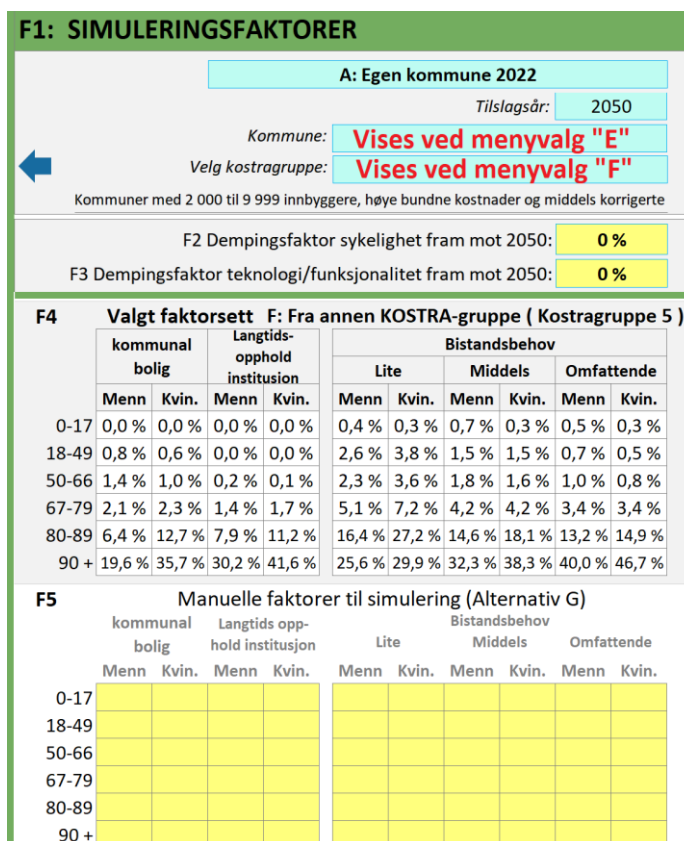 F1: SIMULERINGSFAKTORER
A: Egen kommune 2022
Tilslagsår: 2050
Kommune: Vises ved menyvalg "E"
Velg kostragruppe: Vises ved menyvalg "F"
Kommuner med 2 000 til 9 999 innbyggere, høye bundne kostnader og middels korrigerte
F2 Dempingsfaktor sykelighet fram mot 2050: 0 %
F3 Dempingsfaktor teknologi/funksjonalitet fram mot 2050: 0 %
F4 Valgt faktorsett F: Fra annen KOSTRA-gruppe ( Kostragruppe 5 )
kommunal bolig Langtids-opphold institusion Bistandsbehov
Lite Middels Omfattende
Menn Kvin. Menn Kvin. Menn Kvin. Menn Kvin. Menn Kvin.
0-17 0,0 % 0,0 % 0,0 % 0,0 % 0,4 % 0,3 % 0,7 % 0,3 % 0,5 % 0,3 %
18-49 0,8 % 0,6 % 0,0 % 0,0 % 2,6 % 3,8 % 1,5 % 1,5 % 0,7 % 0,5 %
50-66 1,4 % 1,0 % 0,2 % 0,1 % 2,3 % 3,6 % 1,8 % 1,6 % 1,0 % 0,8 %
67-79 2,1 % 2,3 % 1,4 % 1,7 % 5,1 % 7,2 % 4,2 % 4,2 % 3,4 % 3,4 %
80-89 6,4 % 12,7 % 7,9 % 11,2 % 16,4 % 27,2 % 14,6 % 18,1 % 13,2 % 14,9 %
90 + 19,6 % 35,7 % 30,2 % 41,6 % 25,6 % 29,9 % 32,3 % 38,3 % 40,0 % 46,7 %
F5 Manuelle faktorer til simulering (Alternativ G)
kommunal Langtids opp- Bistandsbehov
bolig hold institusjon Lite Middels Omfattende
Menn Kvin. Menn Kvin. Menn Kvin. Menn Kvin. Menn Kvin.
0-17
18-49
50-66
67-79
80-89
90 +